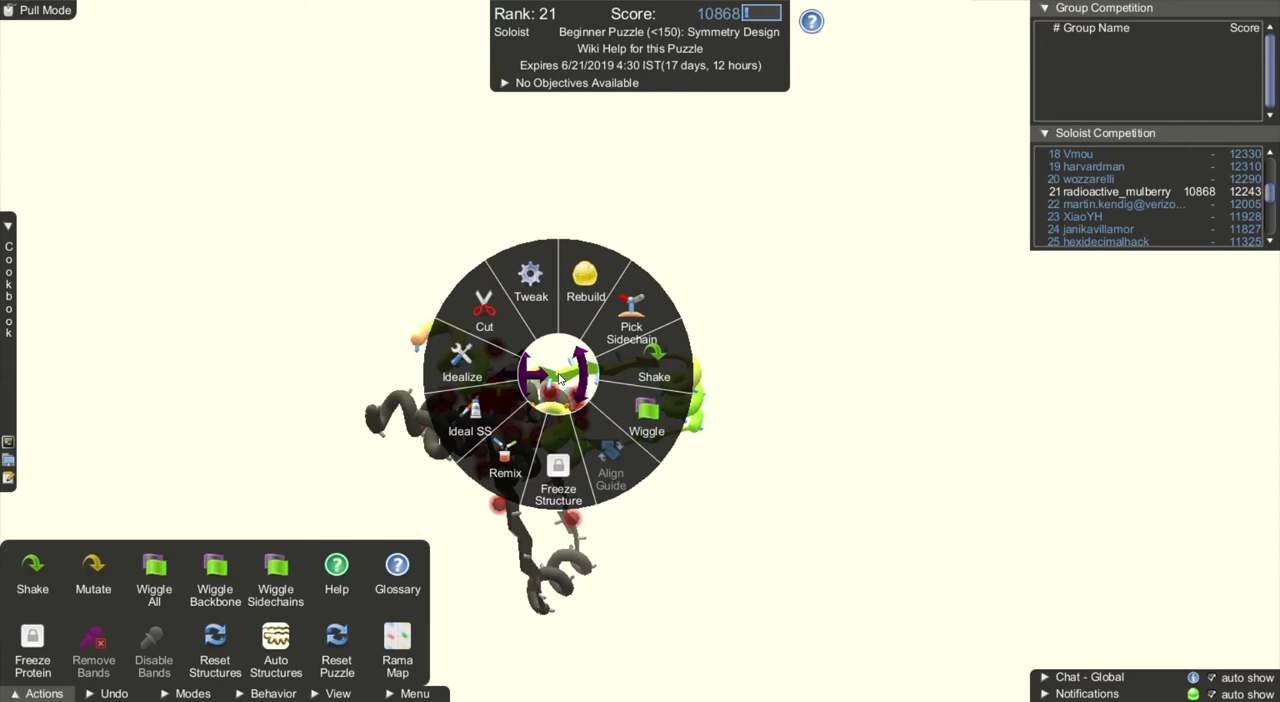 Pull Mode
Rank: 21 Score: 10868
Soloist Beginner Puzzle (<150): Symmetry Design
Wiki Help for this Puzzle
Expires 6/21/2019 4:30 IST(17 days, 12 hours)
No Objectives Available
?
Group Competition
# Group Name Score
Soloist Competition
18 Vmou - 12330
19 harvardman - 12310
20 wozzarelli - 12290
21 radioactive_mulberry 10868 12243
22 martin.kendig@verizo... - 12005
23 XiaoYH - 11928
24 janikavillamor - 11827
25 hexidecimalhack - 11325
Cookbook
Tweak
Rebuild
Cut
Pick
Sidechain
Idealize
Shake
Ideal SS
Wiggle
Remix
Align
Guide
Freeze
Structure
Shake
Mutate
Wiggle
All
Wiggle
Backbone
Wiggle
Sidechains
Help
Glossary
Freeze
Protein
Remove
Bands
Disable
Bands
Reset
Structures
Auto
Structures
Reset
Puzzle
Rama
Map
Actions Undo Modes Behavior View Menu
Chat - Global auto show
Notifications auto show